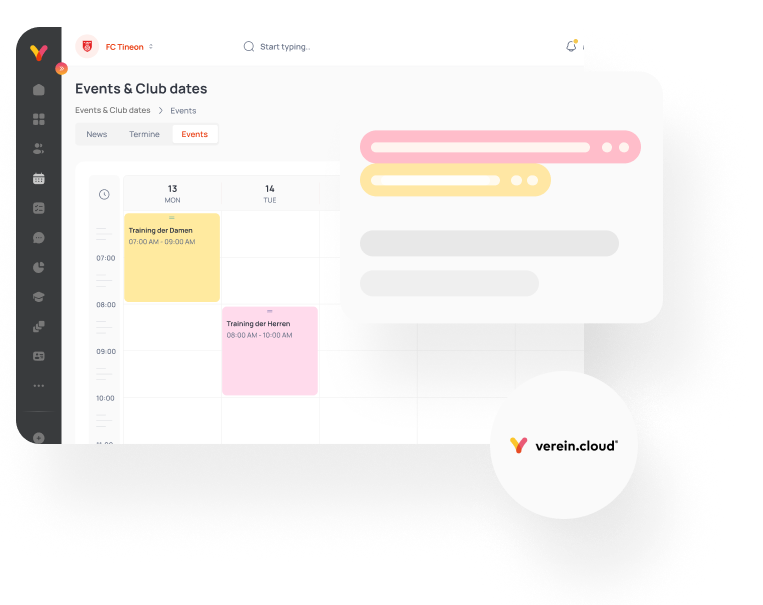 FC Tineon
Start typing..
Events & Club dates
Events & Club dates > Events
News Termine Events
13 14
MON TUE
Training der Damen
07:00 AM - 09:00 AM
07:00
08:00
Training der Herren
08:00 AM - 10:00 AM
09:00
10:00
verein.cloud®